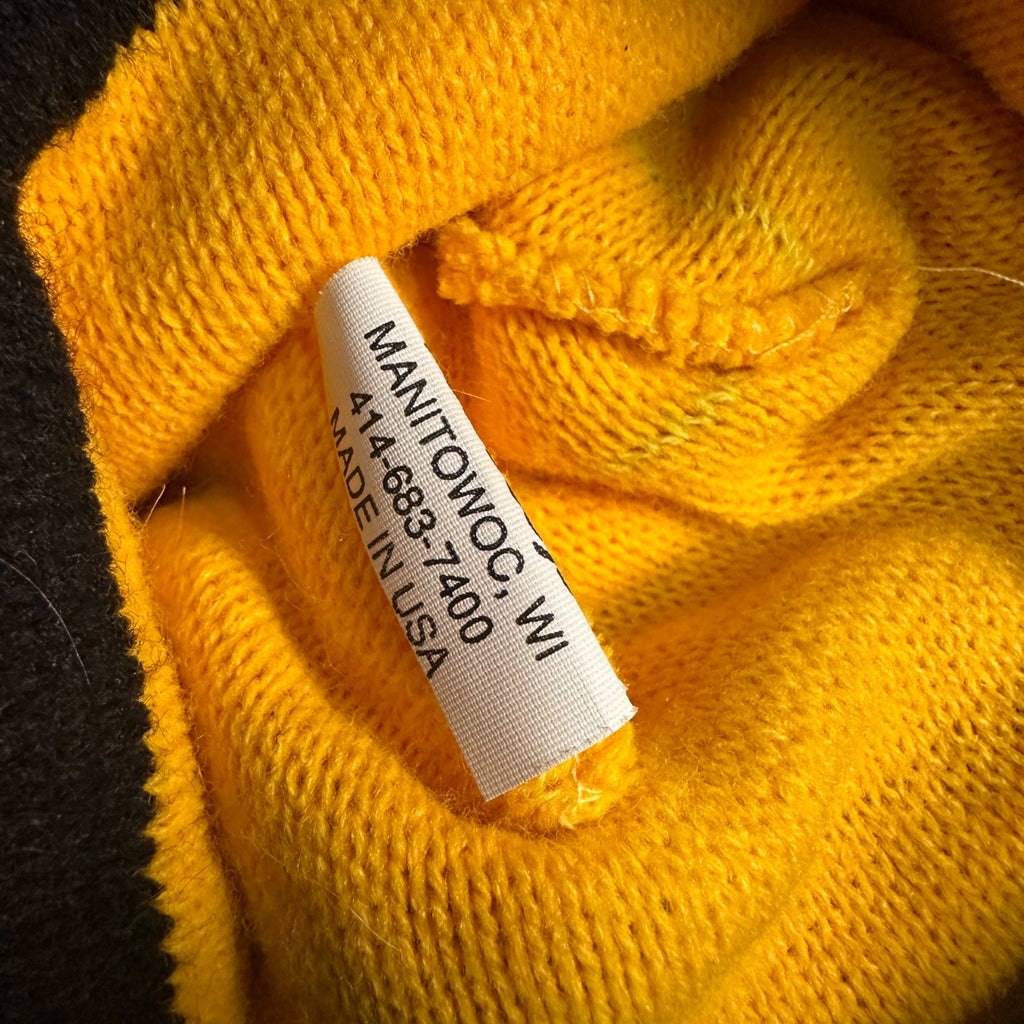 MANITOWOC, WI
414-683-7400
MADE IN USA